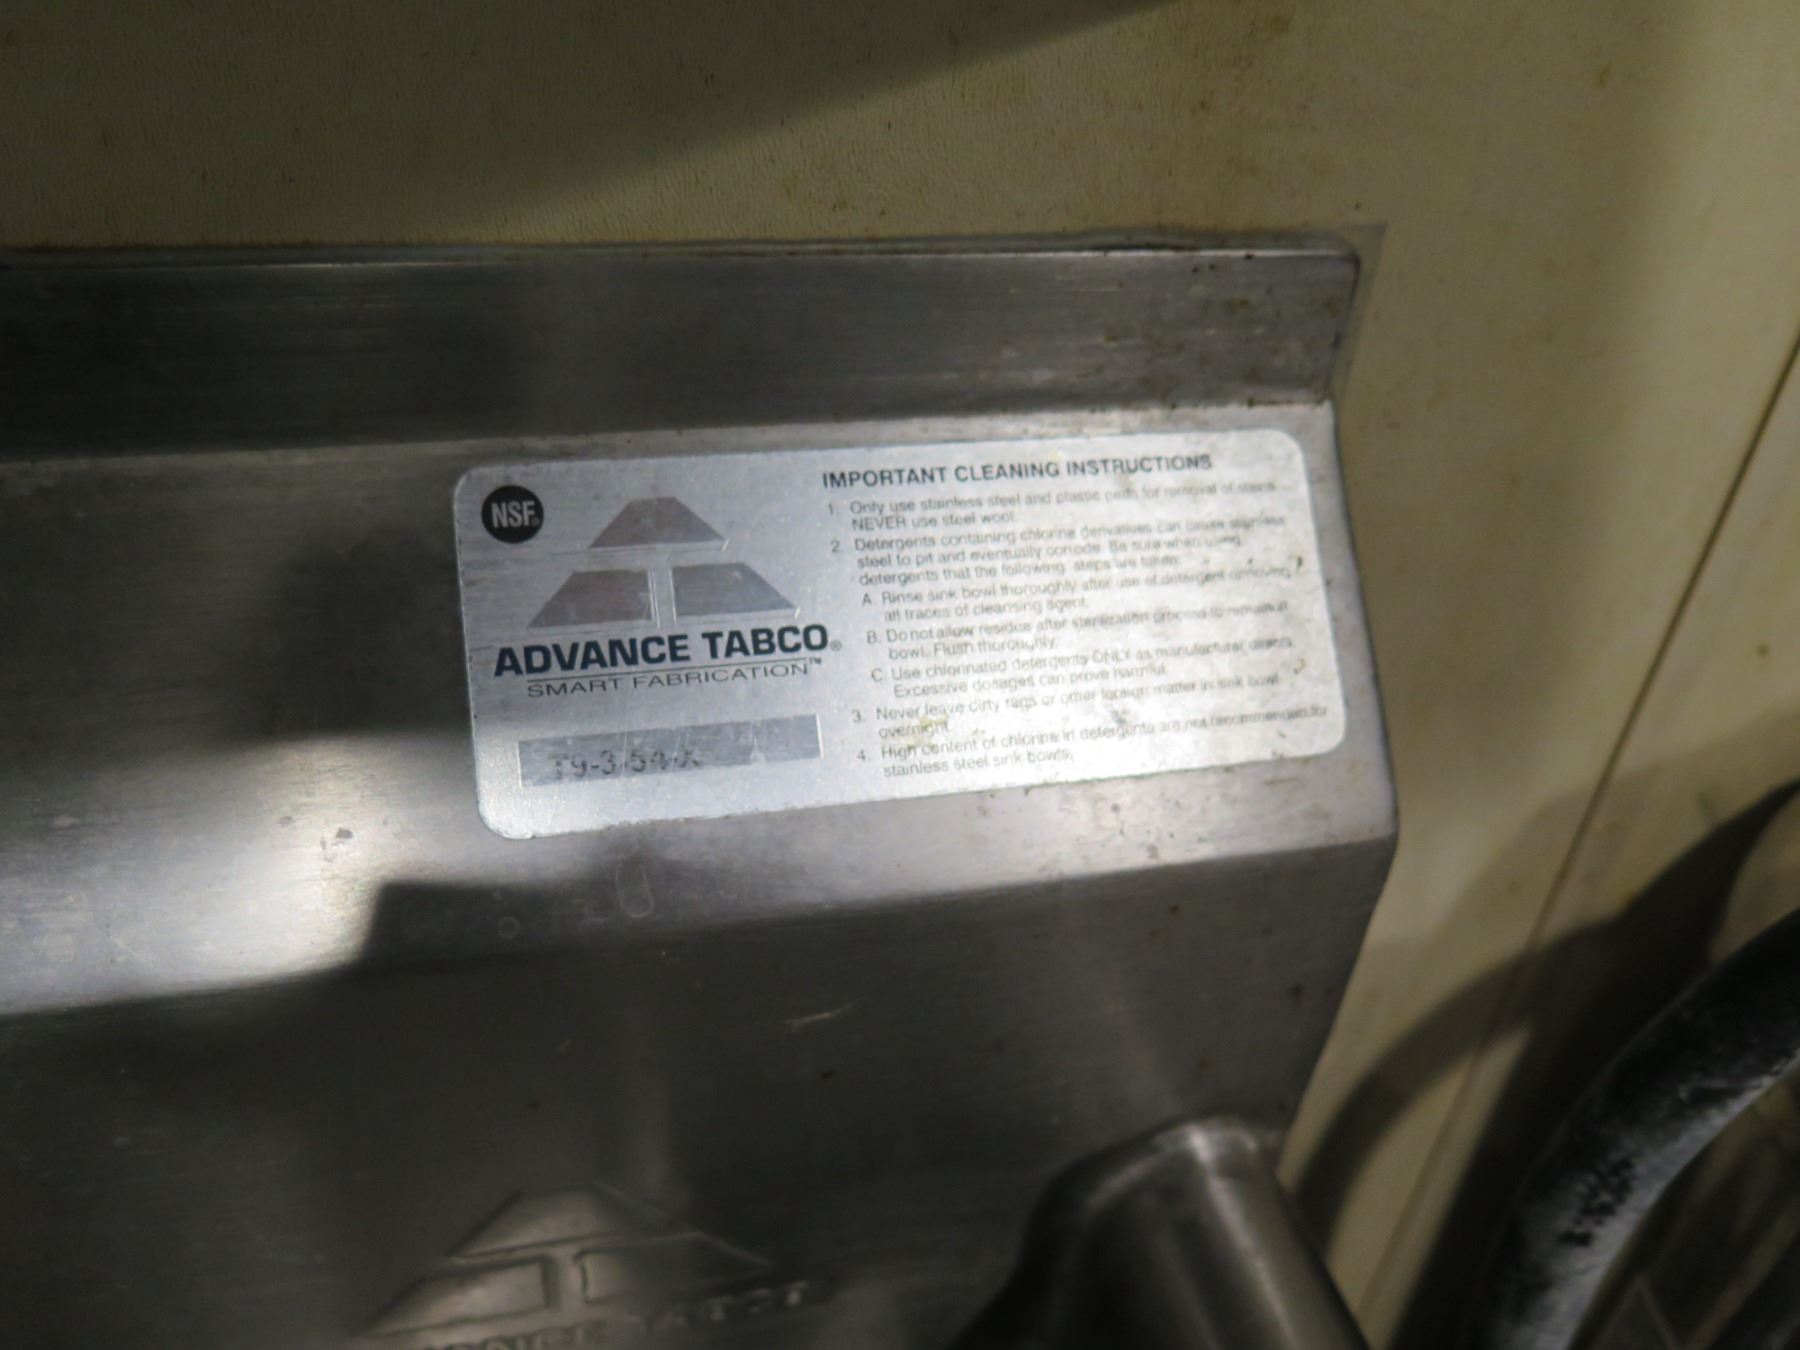 NSF®
ADVANCE TABCO®
SMART FABRICATION™
T9-3-54-X
IMPORTANT CLEANING INSTRUCTIONS
1. Only use stainless steel and plastic pads for removal of stains
NEVER use steel wool.
2. Detergents containing chlorine derivatives can cause stainless
steel to pit and eventually corrode. Be sure when using
detergents that the following steps are taken:
A. Rinse sink bowl thoroughly after use of detergent removing
all traces of cleansing agent.
B. Do not allow residue after sterilization process to remain in
bowl. Flush thoroughly.
C. Use chlorinated detergents ONLY as manufacturer directs
Excessive dosages can prove harmful.
3. Never leave dirty rags or other foreign matter in sink bowl
overnight.
4. High content of chlorine in detergents are not recommended for
stainless steel sink bowls.